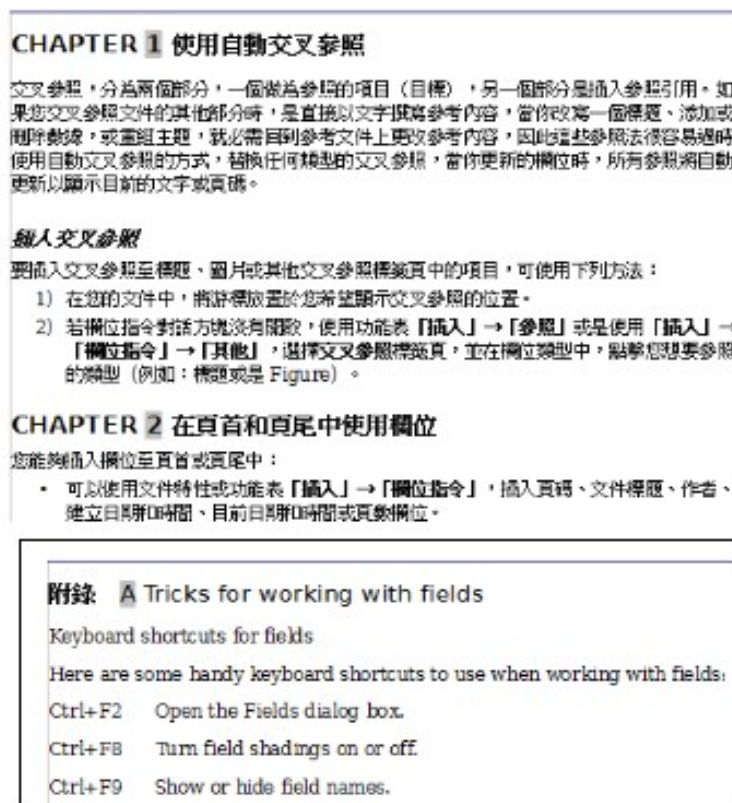 CHAPTER 1 使用自動交叉參照
交叉參照,分為兩個部分,一個做為參照的項目(目標),另一個部分是插入參照引用。如
果您交叉參照文件的其他部分時,是直接以文字撰寫參考內容,當你改寫一個標題、添加或
刪除數線,或重組主題,就必需回到參考文件上更改參考內容,因此這些參照法很容易過時
使用自動交叉參照的方式,替換任何類型的交叉參照,當你更新的欄位時,所有參照將自動
更新以顯示目前的文字或頁碼。
插入交叉參照
要插入交叉參照至標題、圖片或其他交叉參照標籤頁中的項目,可使用下列方法:
1) 在您的文件中,將游標放置於您希望顯示交叉參照的位置。
2) 若欄位指令對話方塊沒有開啟,使用功能表「插入」→「參照」或是使用「插入」→
「欄位指令」→「其他」,選擇交叉參照標籤頁,並在欄位類型中,點擊您想要參照
的類型(例如:標題或是 Figure)。
CHAPTER 2 在頁首和頁尾中使用欄位
您能夠插入欄位至頁首或頁尾中:
• 可以使用文件特性或功能表「插入」→「欄位指令」,插入頁碼、文件標題、作者、
建立日期和時間、目前日期和時間或頁數欄位。
附錄 A Tricks for working with fields
Keyboard shortcuts for fields
Here are some handy keyboard shortcuts to use when working with fields:
Ctrl+F2 Open the Fields dialog box.
Ctrl+F8 Turn field shadings on or off.
Ctrl+F9 Show or hide field names.